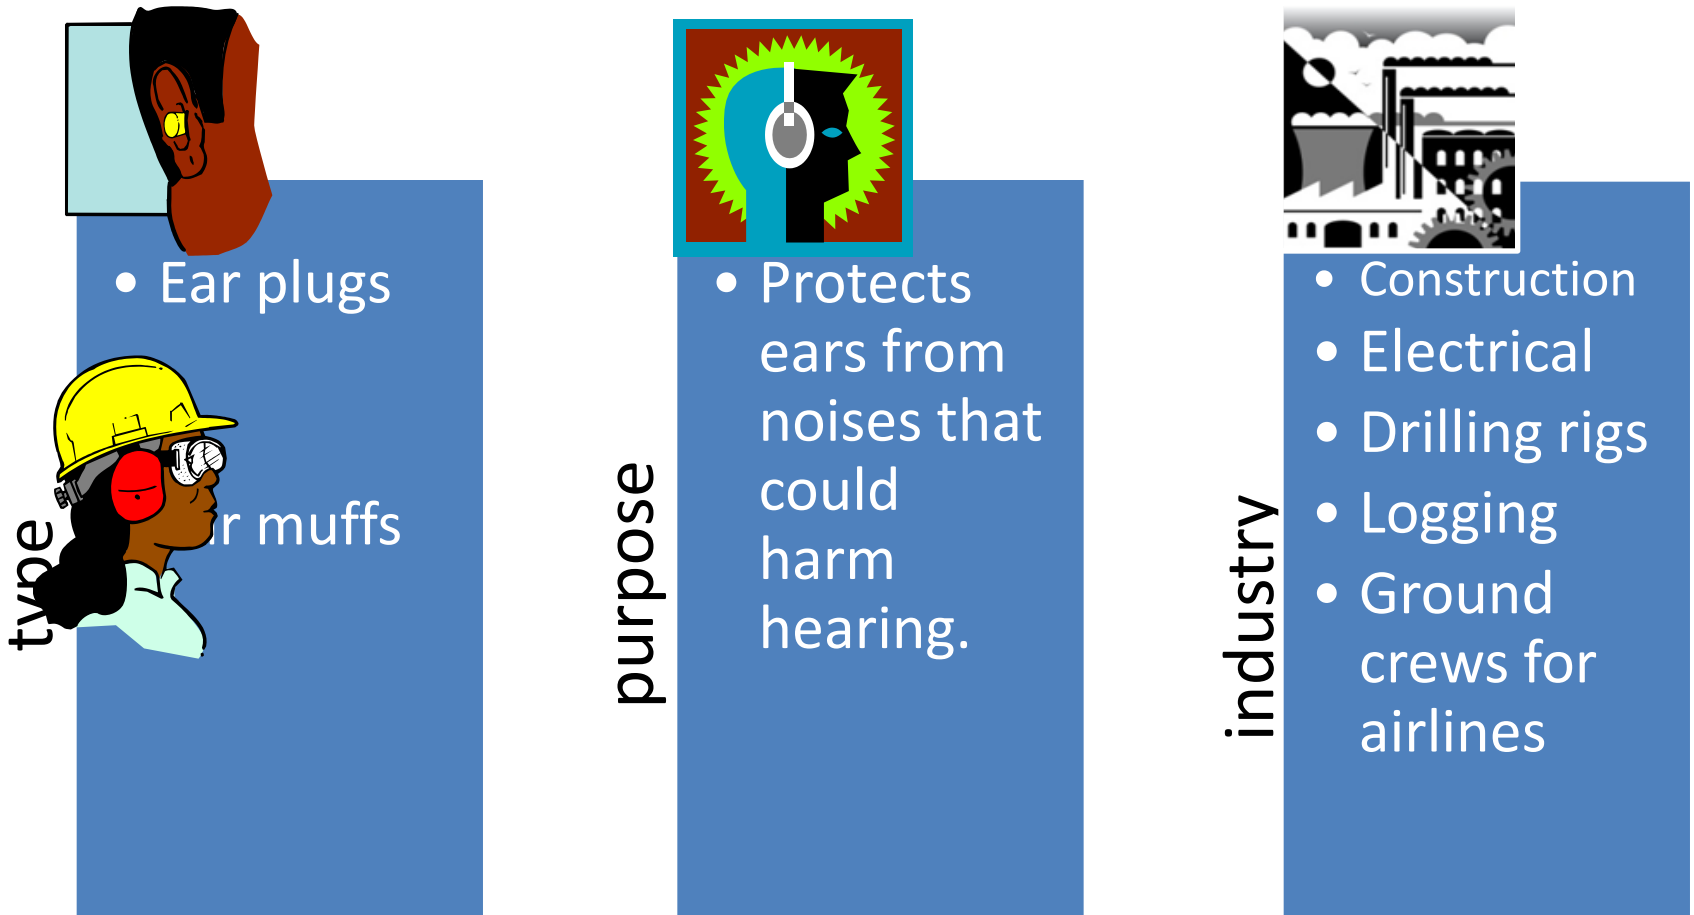 type
• Ear plugs
r muffs
purpose
• Protects
ears from
noises that
could
harm
hearing.
industry
• Construction
• Electrical
• Drilling rigs
• Logging
• Ground
crews for
airlines